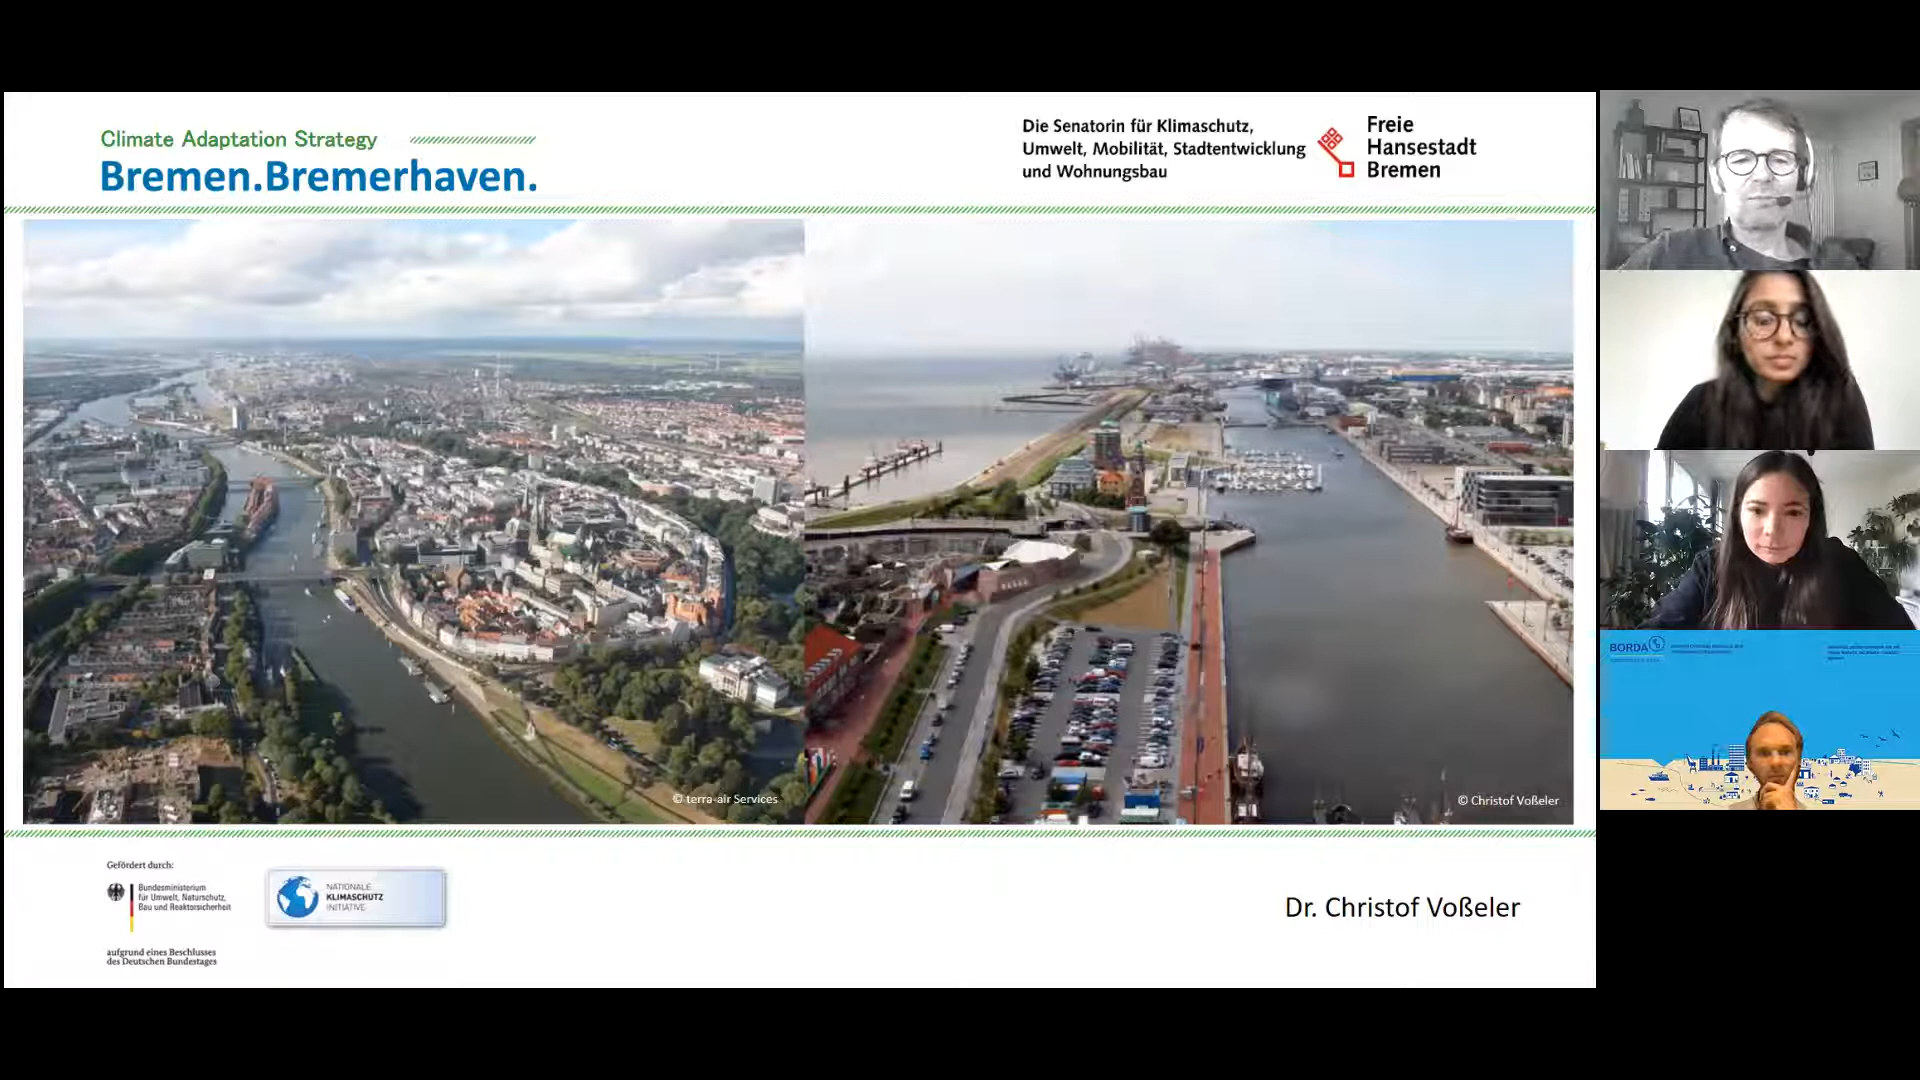 Climate Adaptation Strategy
Bremen.Bremerhaven.
Die Senatorin für Klimaschutz,
Umwelt, Mobilität, Stadtentwicklung
und Wohnungsbau
Freie
Hansestadt
Bremen
© terra-air Services
© Christof Voßeler
Gefördert durch:
Bundesministerium
für Umwelt, Naturschutz,
Bau und Reaktorsicherheit
aufgrund eines Beschlusses
des Deutschen Bundestages
NATIONALE
KLIMASCHUTZ
INITIATIVE
Dr. Christof Voßeler
BORDA